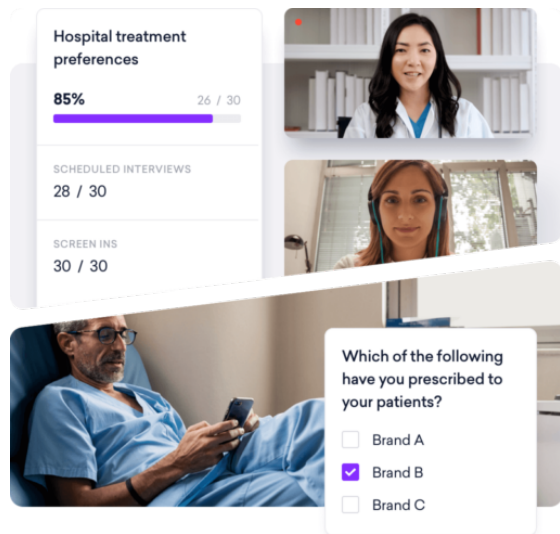 Hospital treatment
preferences
85% 26 / 30
SCHEDULED INTERVIEWS
28 / 30
SCREEN INS
30 / 30
Which of the following
have you prescribed to
your patients?
Brand A
Brand B
Brand C